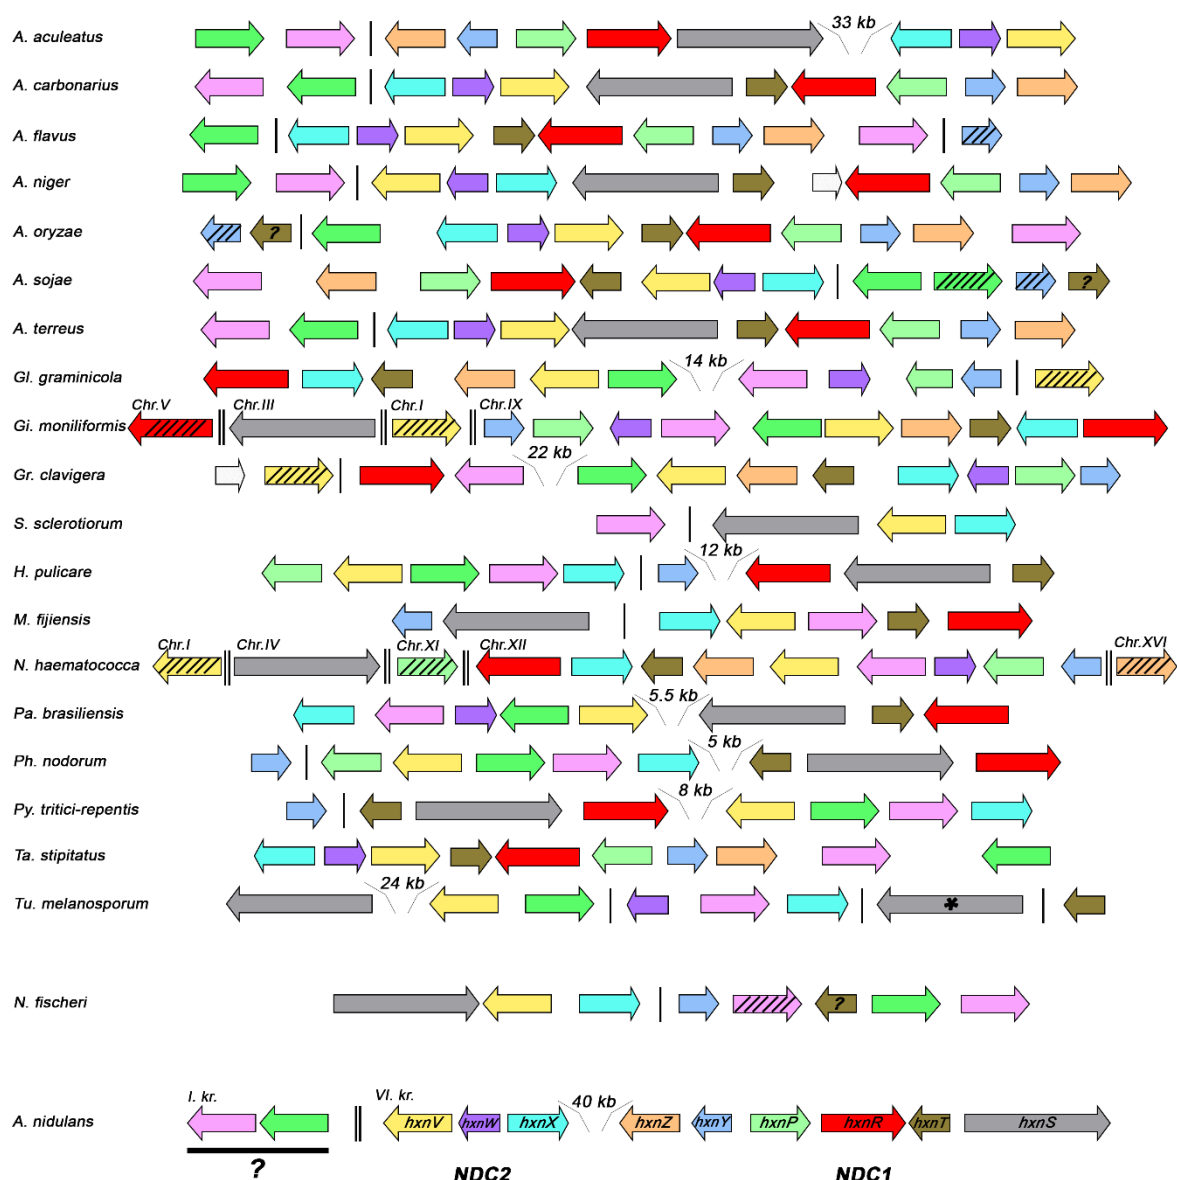 33 kb
A. aculeatus
A. carbonarius
A. flavus
A. niger
A. oryzae ?
A. sojae ?
A. terreus
14 kb
Gl. graminicola
Chr.V Chr.III Chr.I Chr.IX
Gi. moniliformis
22 kb
Gr. clavigera
S. sclerotiorum
12 kb
H. pulicare
M. fijiensis
Chr.I Chr.IV Chr.XI Chr.XII Chr.XVI
N. haematococca
5.5 kb
Pa. brasiliensis
5 kb
Ph. nodorum
8 kb
Py. tritici-repentis
Ta. stipitatus
24 kb
Tu. melanosporum *
N. fischeri ?
I. kr. VI. kr. 40 kb
A. nidulans hxnV hxnW hxnX hxnZ hxnY hxnP hxnR hxnT hxnS
? NDC2 NDC1